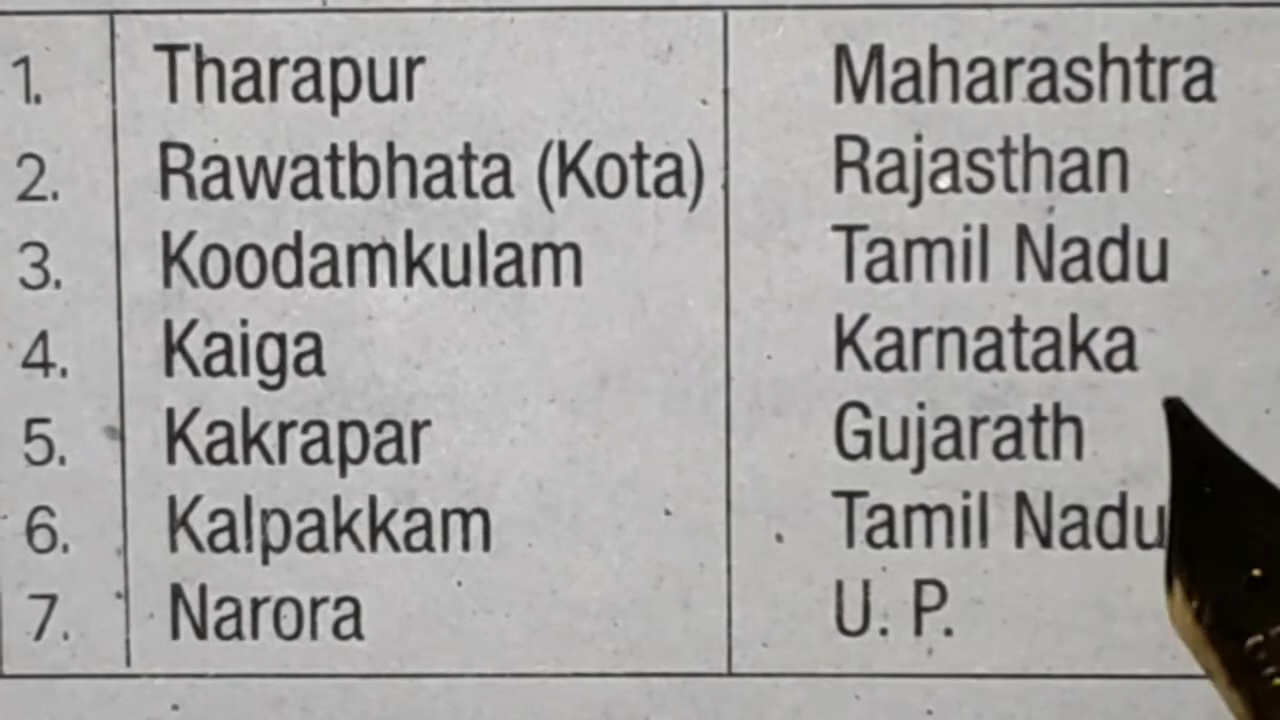 1. Tharapur Maharashtra
2. Rawatbhata (Kota) Rajasthan
3. Koodamkulam Tamil Nadu
4. Kaiga Karnataka
5. Kakrapar Gujarath
6. Kalpakkam Tamil Nadu
7. Narora U. P.